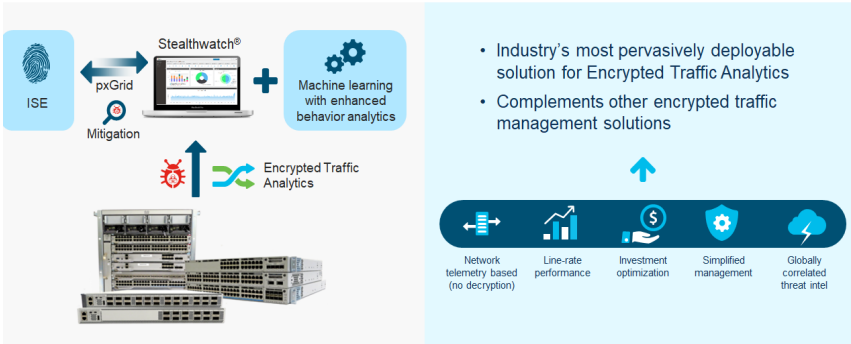 Stealthwatch®
ISE
pxGrid
Mitigation
Machine learning
with enhanced
behavior analytics
Encrypted Traffic
Analytics
• Industry's most pervasively deployable
solution for Encrypted Traffic Analytics
• Complements other encrypted traffic
management solutions
$
Network
telemetry based
(no decryption)
Line-rate
performance
Investment
optimization
Simplified
management
Globally
correlated
threat intel